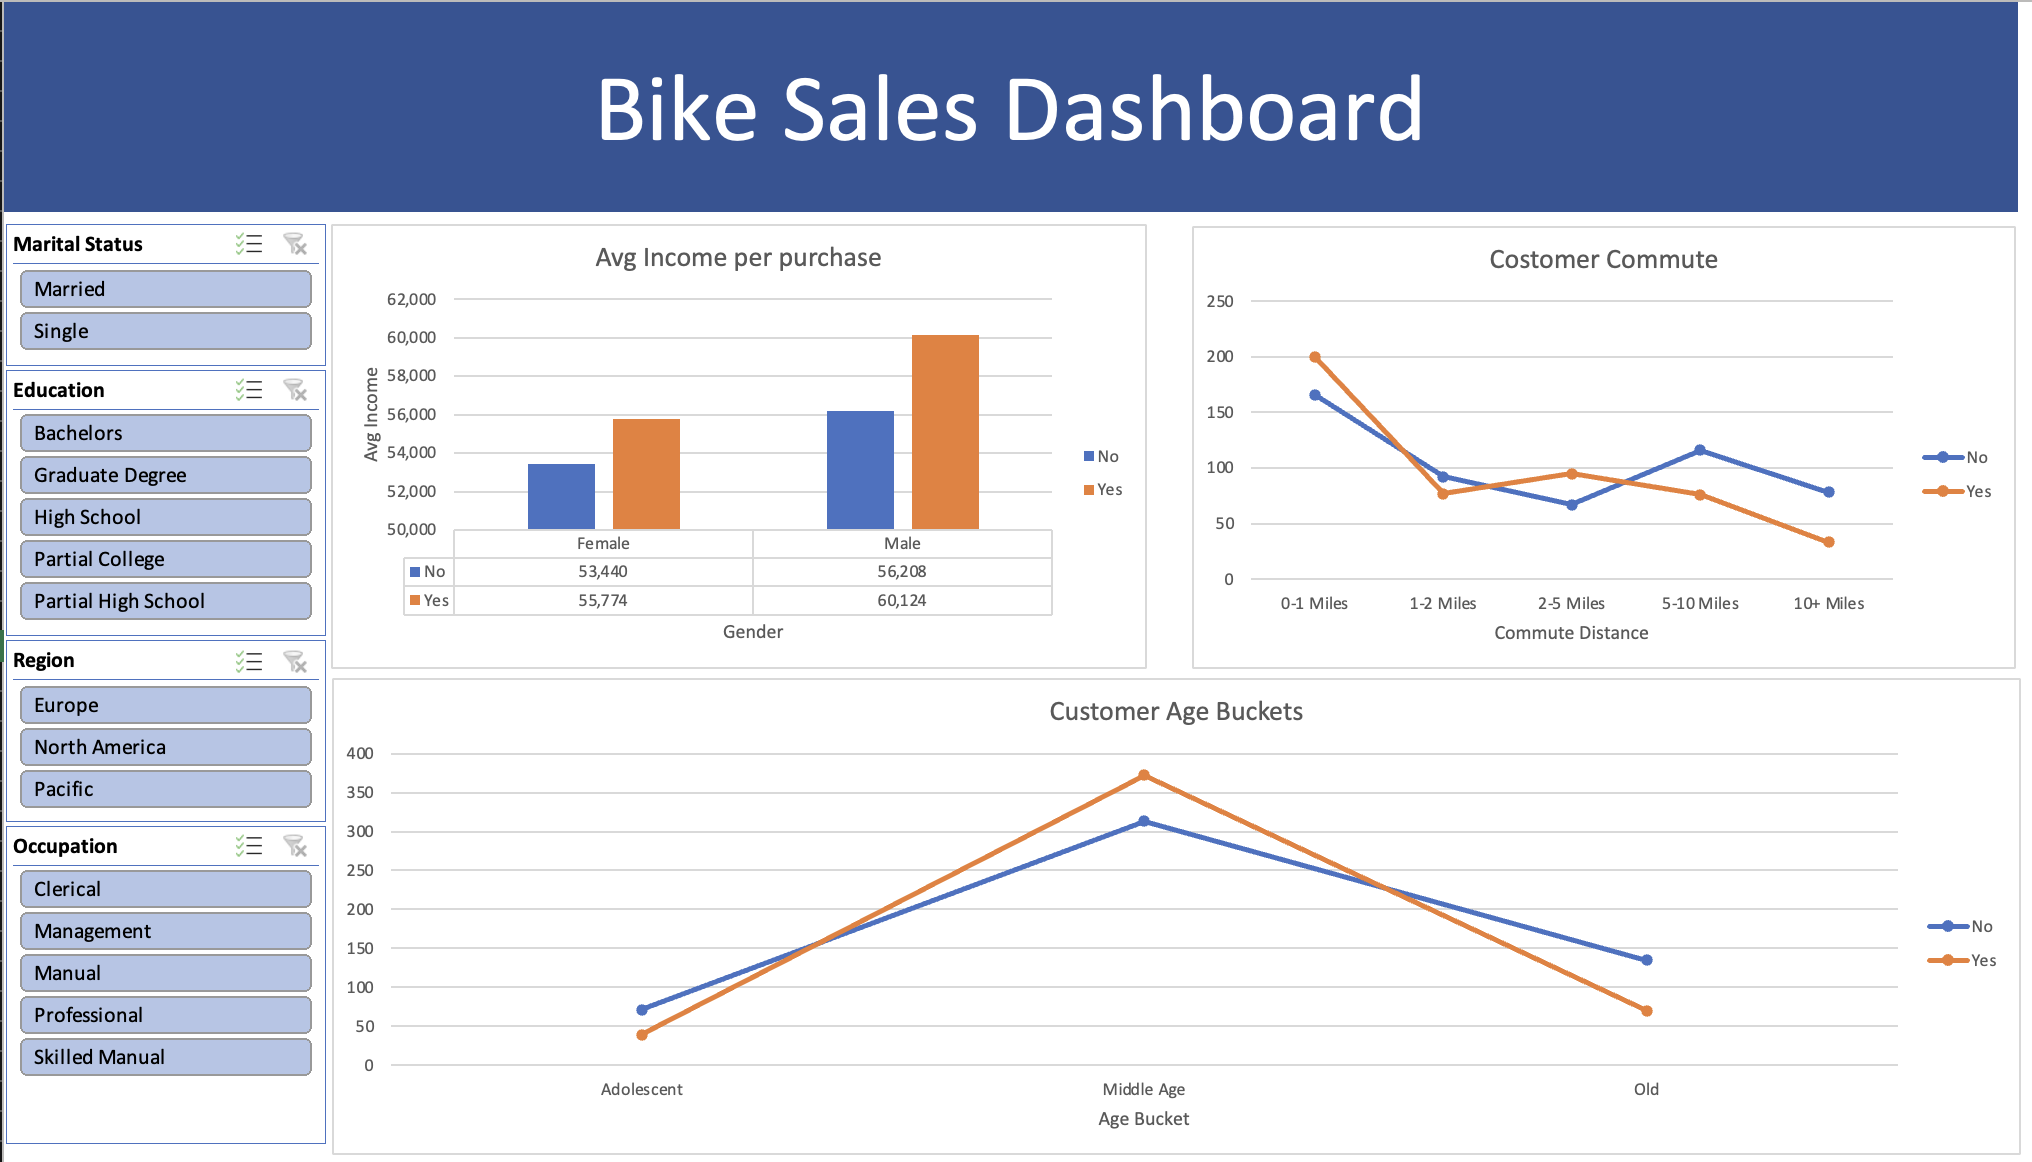 Bike Sales Dashboard
Marital Status
Married
Single
Education
Bachelors
Graduate Degree
High School
Partial College
Partial High School
Region
Europe
North America
Pacific
Occupation
Clerical
Management
Manual
Professional
Skilled Manual
Avg Income per purchase
Avg Income
62,000
60,000
58,000
56,000
54,000
52,000
50,000
Female Male
No 53,440 56,208
Yes 55,774 60,124
Gender
No
Yes
Costomer Commute
250
200
150
100
50
0
0-1 Miles 1-2 Miles 2-5 Miles 5-10 Miles 10+ Miles
Commute Distance
No
Yes
Customer Age Buckets
400
350
300
250
200
150
100
50
0
Adolescent Middle Age Old
Age Bucket
No
Yes